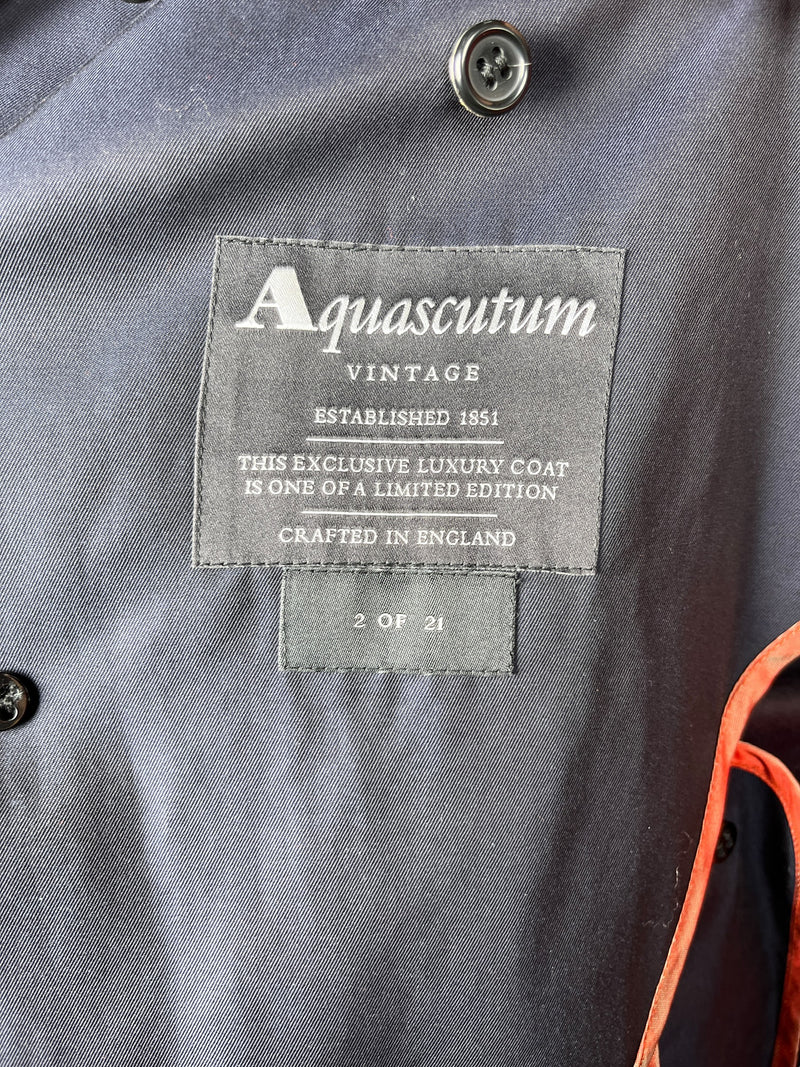 Aquascutum
VINTAGE
ESTABLISHED 1851
THIS EXCLUSIVE LUXURY COAT
IS ONE OF A LIMITED EDITION
CRAFTED IN ENGLAND
2 OF 21